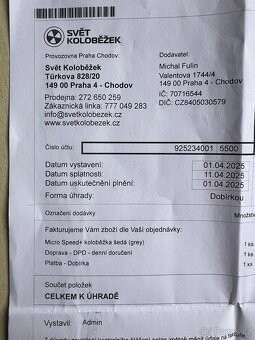 SVĚT
KOLOBĚŽEK
Provozovna Praha Chodov:
Svět Koloběžek
Türkova 828/20
149 00 Praha 4 - Chodov
Prodejna: 272 650 259
Zákaznická linka: 777 049 283
info@svetkolobezek.cz
www.svetkolobezek.cz
Dodavatel:
Michal Fulín
Valentova 1744/4
149 00 Praha 4 - Chodov
IČ: 70716544
DIČ: CZ8405030579
Číslo účtu: 925234001 5500
Datum vystavení: 01.04.2025
Datum splatnosti: 11.04.2025
Datum uskutečnění plnění: 01.04.2025
Forma úhrady: Dobírkou
Označení dodávky Množství
Fakturujeme Vám zboží dle Vaší objednávky:
Micro Speed+ koloběžka šedá (grey) 1 ks
Doprava - DPD - denní doručení 1 ks
Platba - Dobírka 1 ks
Součet položek
CELKEM K ÚHRADĚ
Vystavil: Admin